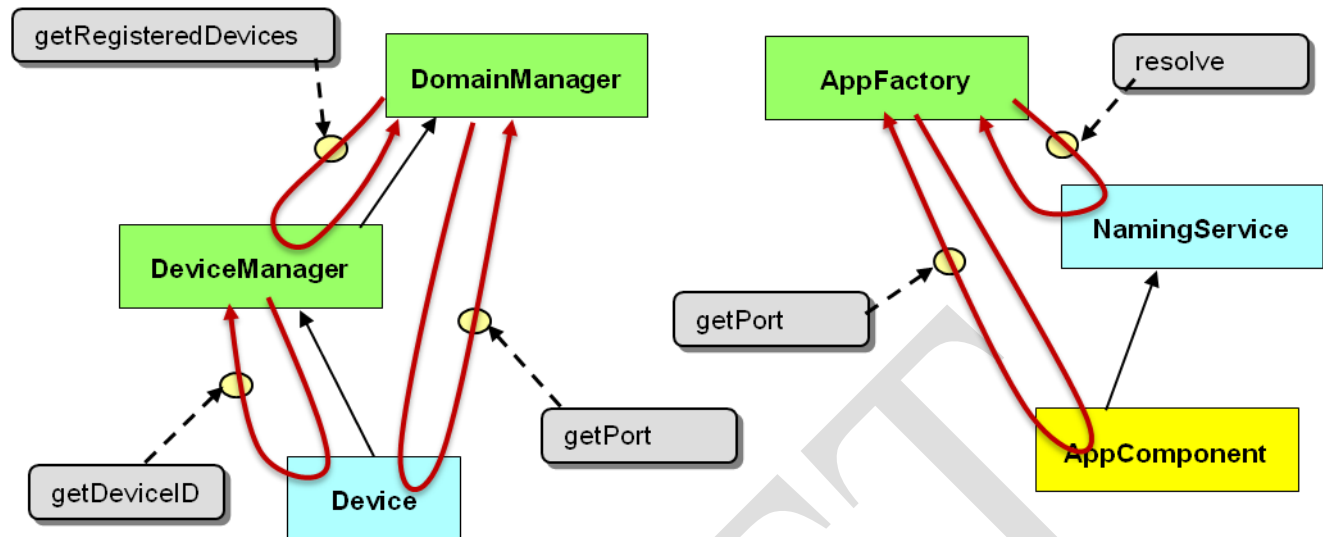 getRegisteredDevices
DomainManager
AppFactory
resolve
DeviceManager
NamingService
getPort
getPort
getDeviceID
Device
AppComponent